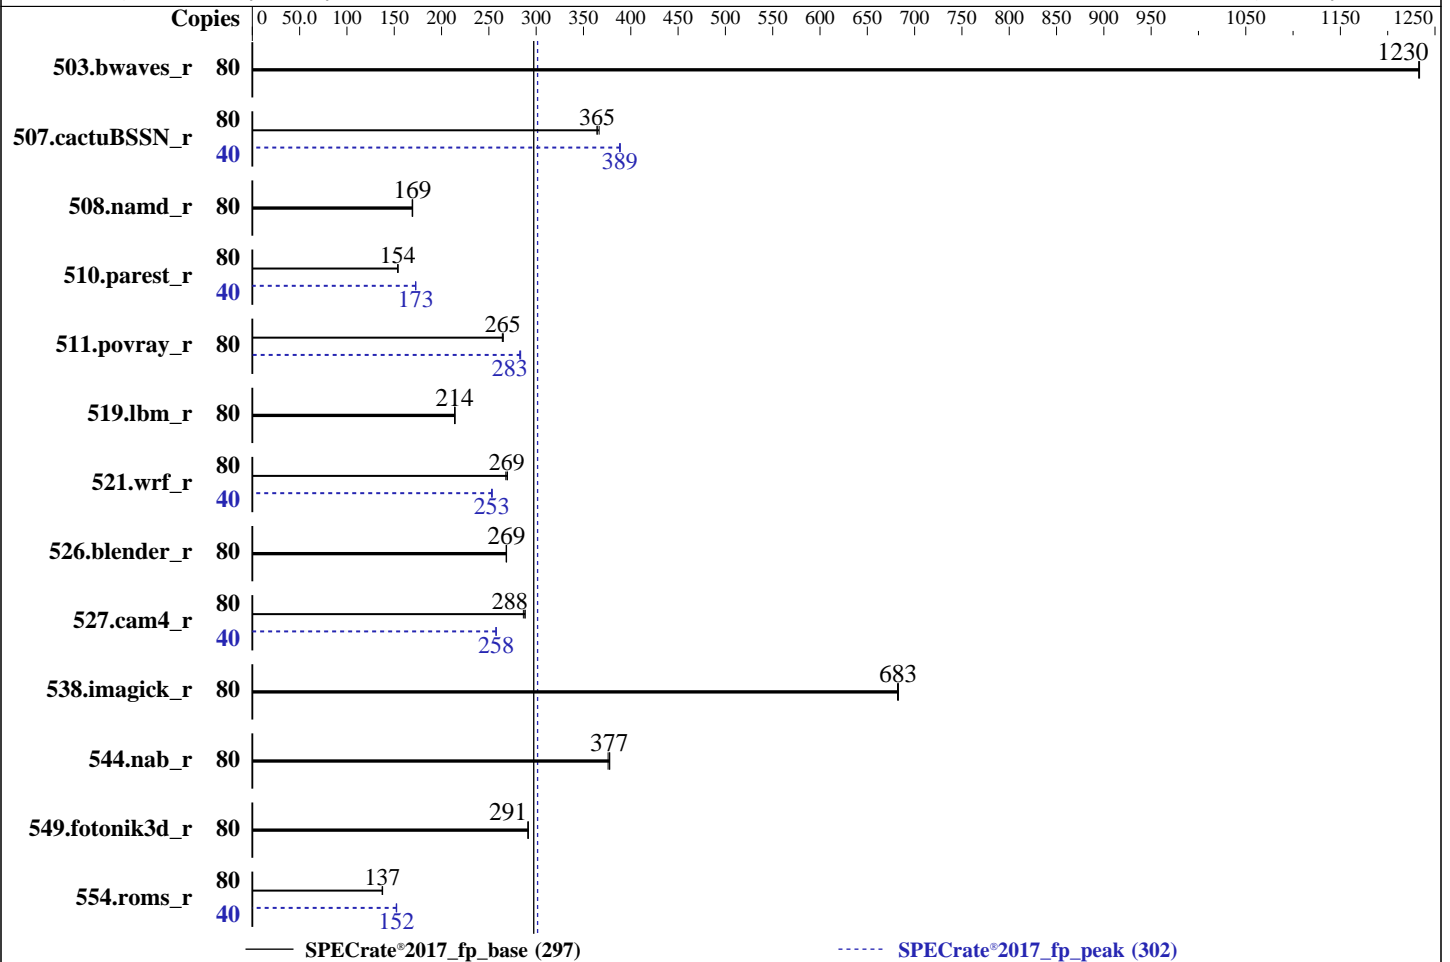 Copies 0 50.0 100 150 200 250 300 350 400 450 500 550 600 650 700 750 800 850 900 950 1050 1150 1250
503.bwaves_r 80 1230
507.cactuBSSN_r 80 365
40 389
508.namd_r 80 169
510.parest_r 80 154
40 173
511.povray_r 80 265
283
519.lbm_r 80 214
521.wrf_r 80 269
40 253
526.blender_r 80 269
527.cam4_r 80 288
40 258
538.imagick_r 80 683
544.nab_r 80 377
549.fotonik3d_r 80 291
554.roms_r 80 137
40 152
SPECrate®2017_fp_base (297) SPECrate®2017_fp_peak (302)